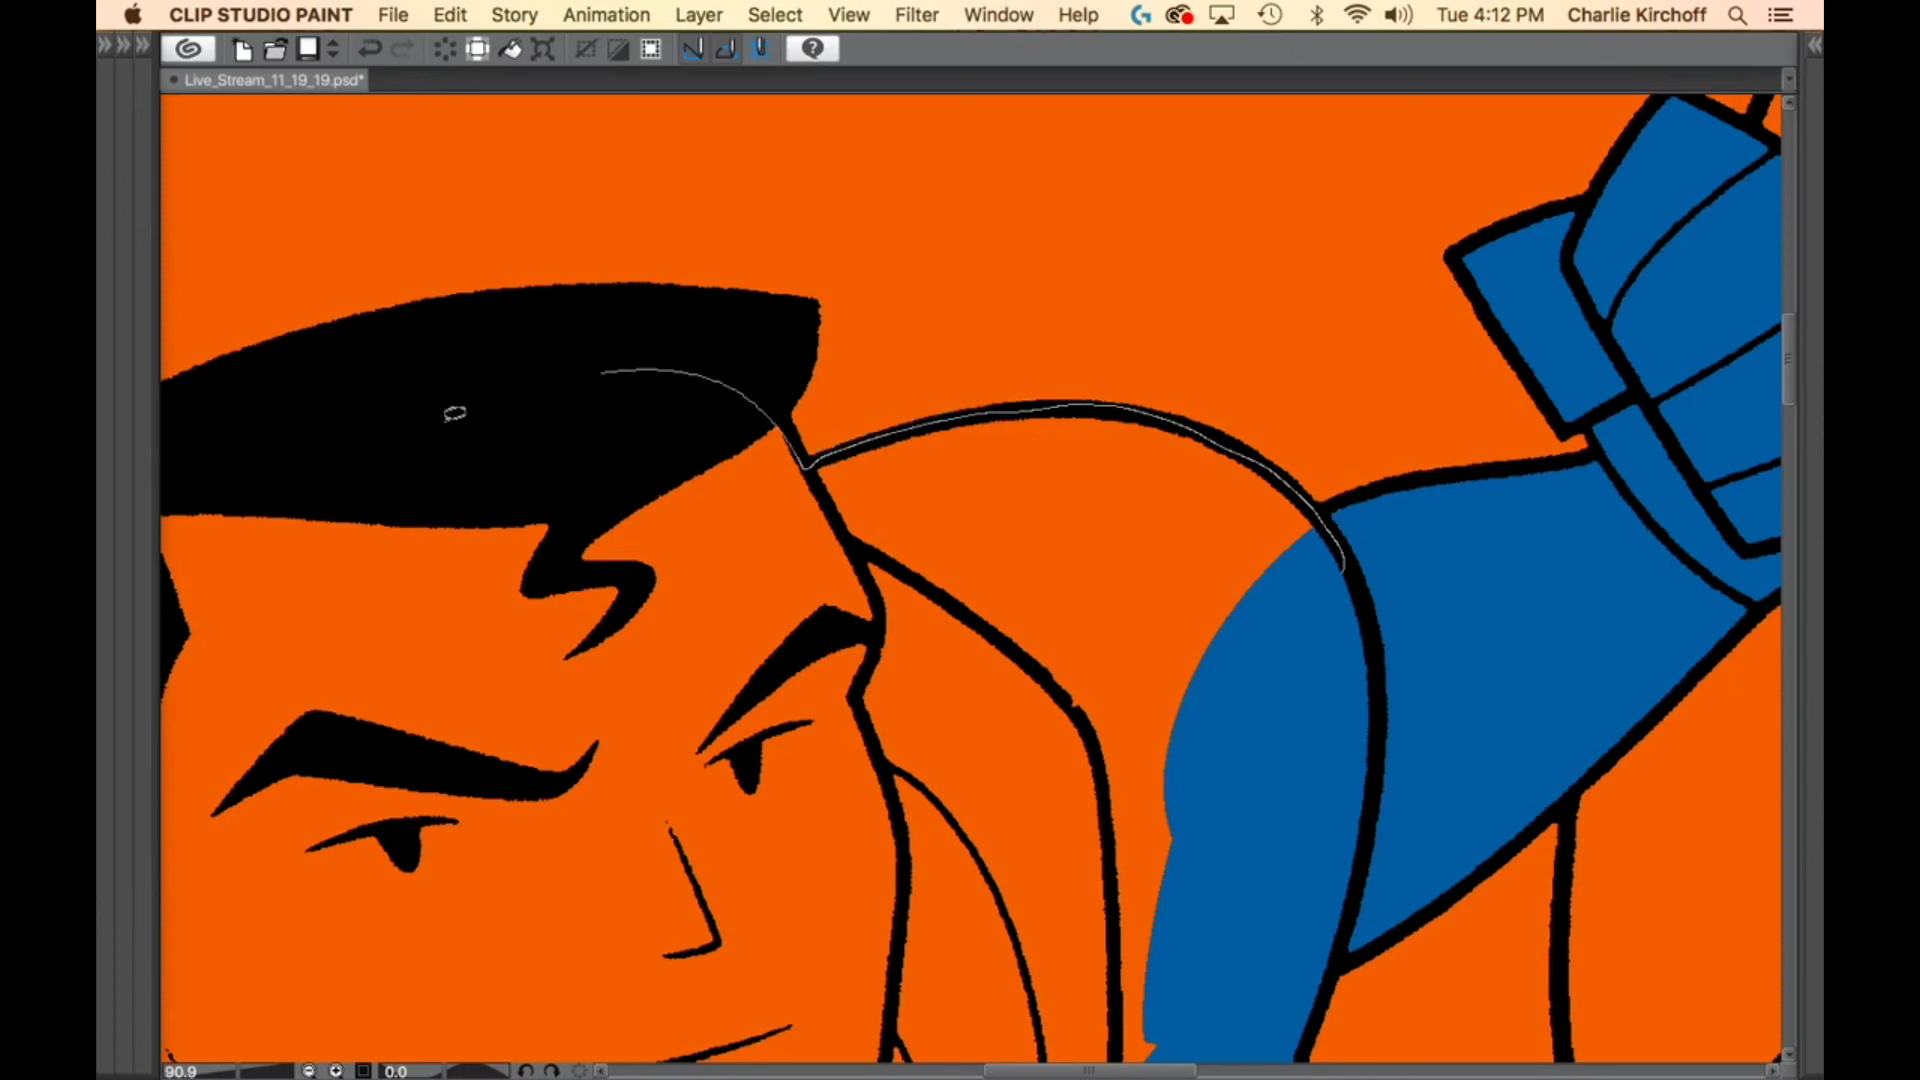 CLIP STUDIO PAINT File Edit Story Animation Layer Select View Filter Window Help Tue 4:12 PM Charlie Kirchoff
Live_Stream_11_19_19.psd*
90.9 0.0